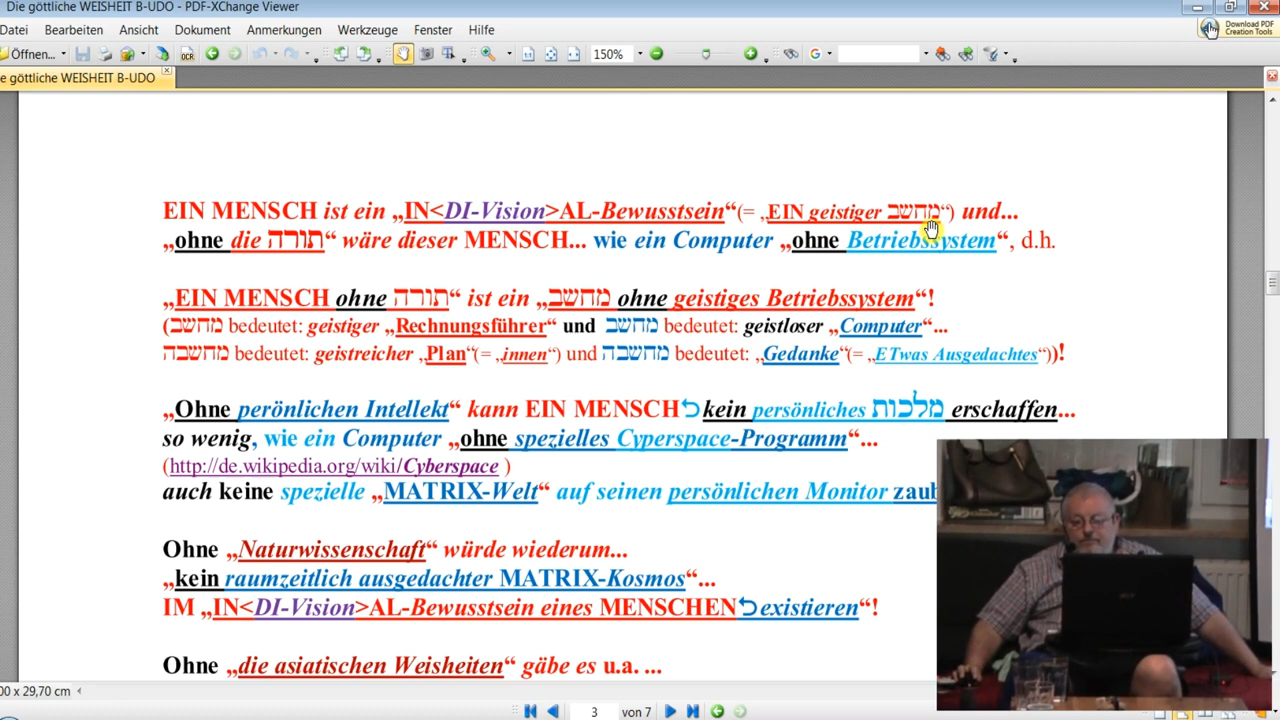 Die göttliche WEISHEIT B-UDO - PDF-XChange Viewer
Datei Bearbeiten Ansicht Dokument Anmerkungen Werkzeuge Fenster Hilfe
Download PDF
Creation Tools
Öffnen... OCR 150%
e göttliche WEISHEIT B-UDO
EIN MENSCH ist ein „IN<DI-Vision>AL-Bewusstsein“(= „EIN geistiger מחשב“) und...
„ohne die תורה“ wäre dieser MENSCH... wie ein Computer „ohne Betriebssystem“, d.h.
„EIN MENSCH ohne תורה“ ist ein „מחשב ohne geistiges Betriebssystem“!
(מחשב bedeutet: geistiger „Rechnungsführer“ und מחשב bedeutet: geistloser „Computer“...
מחשבה bedeutet: geistreicher „Plan“(= „innen“) und מחשבה bedeutet: „Gedanke“(= „ETwas Ausgedachtes“))!
„Ohne perönlichen Intellekt“ kann EIN MENSCH⮌kein persönliches מלכות erschaffen...
so wenig, wie ein Computer „ohne spezielles Cyperspace-Programm“...
(http://de.wikipedia.org/wiki/Cyberspace )
auch keine spezielle „MATRIX-Welt“ auf seinen persönlichen Monitor zaub
Ohne „Naturwissenschaft“ würde wiederum...
„kein raumzeitlich ausgedachter MATRIX-Kosmos“...
IM „IN<DI-Vision>AL-Bewusstsein eines MENSCHEN⮌existieren“!
Ohne „die asiatischen Weisheiten“ gäbe es u.a. ...
00 x 29,70 cm
3 von 7